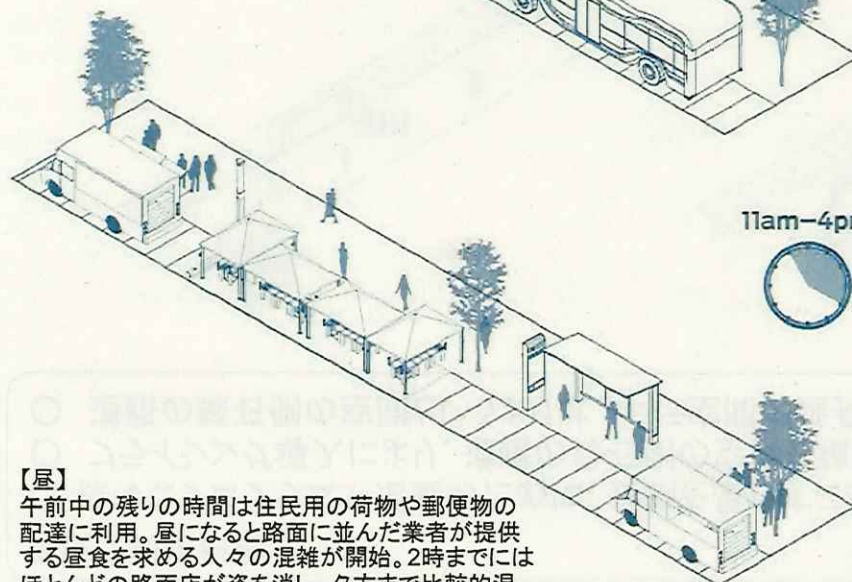 11am–4p
【昼】
午前中の残りの時間は住民用の荷物や郵便物の
配達に利用。昼になると路面に並んだ業者が提供
する昼食を求める人々の混雑が開始。2時までには
ほとんどの路面店が姿を消し、夕方まで比較的混